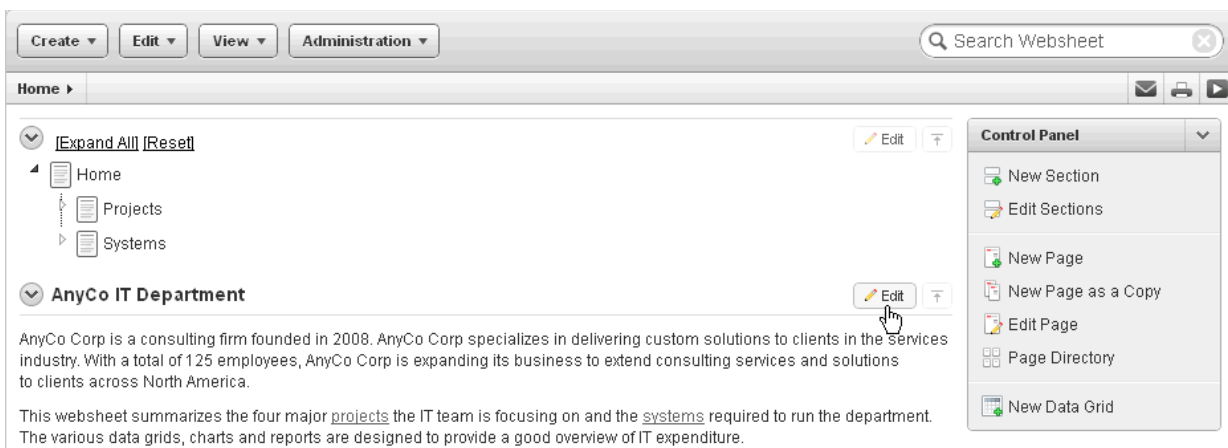 Create Edit View Administration Search Websheet
Home
[Expand All] [Reset] Edit
Home
Projects
Systems
AnyCo IT Department Edit
AnyCo Corp is a consulting firm founded in 2008. AnyCo Corp specializes in delivering custom solutions to clients in the services
industry. With a total of 125 employees, AnyCo Corp is expanding its business to extend consulting services and solutions
to clients across North America.
This websheet summarizes the four major projects the IT team is focusing on and the systems required to run the department.
The various data grids, charts and reports are designed to provide a good overview of IT expenditure.
Control Panel
New Section
Edit Sections
New Page
New Page as a Copy
Edit Page
Page Directory
New Data Grid